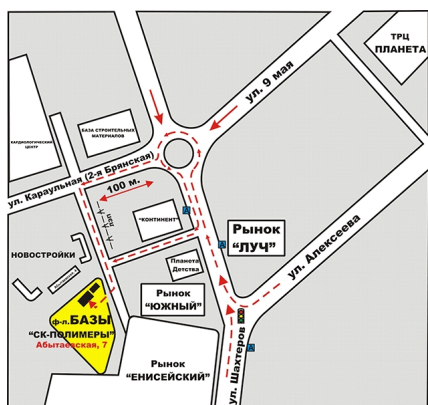 ТРЦ
ПЛАНЕТА
ул. 9 мая
КАРДИОЛОГИЧЕСКИЙ
ЦЕНТР
БАЗА СТРОИТЕЛЬНЫХ
МАТЕРИАЛОВ
ул. Караульная (2-я Брянская)
100 м.
"КОНТИНЕНТ"
Рынок
"ЛУЧ"
ул. Алексеева
НОВОСТРОЙКИ
Планета
Детства
Рынок
"ЮЖНЫЙ"
ф-л. БАЗЫ
"СК-ПОЛИМЕРЫ"
Абытаевская, 7
Рынок
"ЕНИСЕЙСКИЙ"
ул. Шахтеров